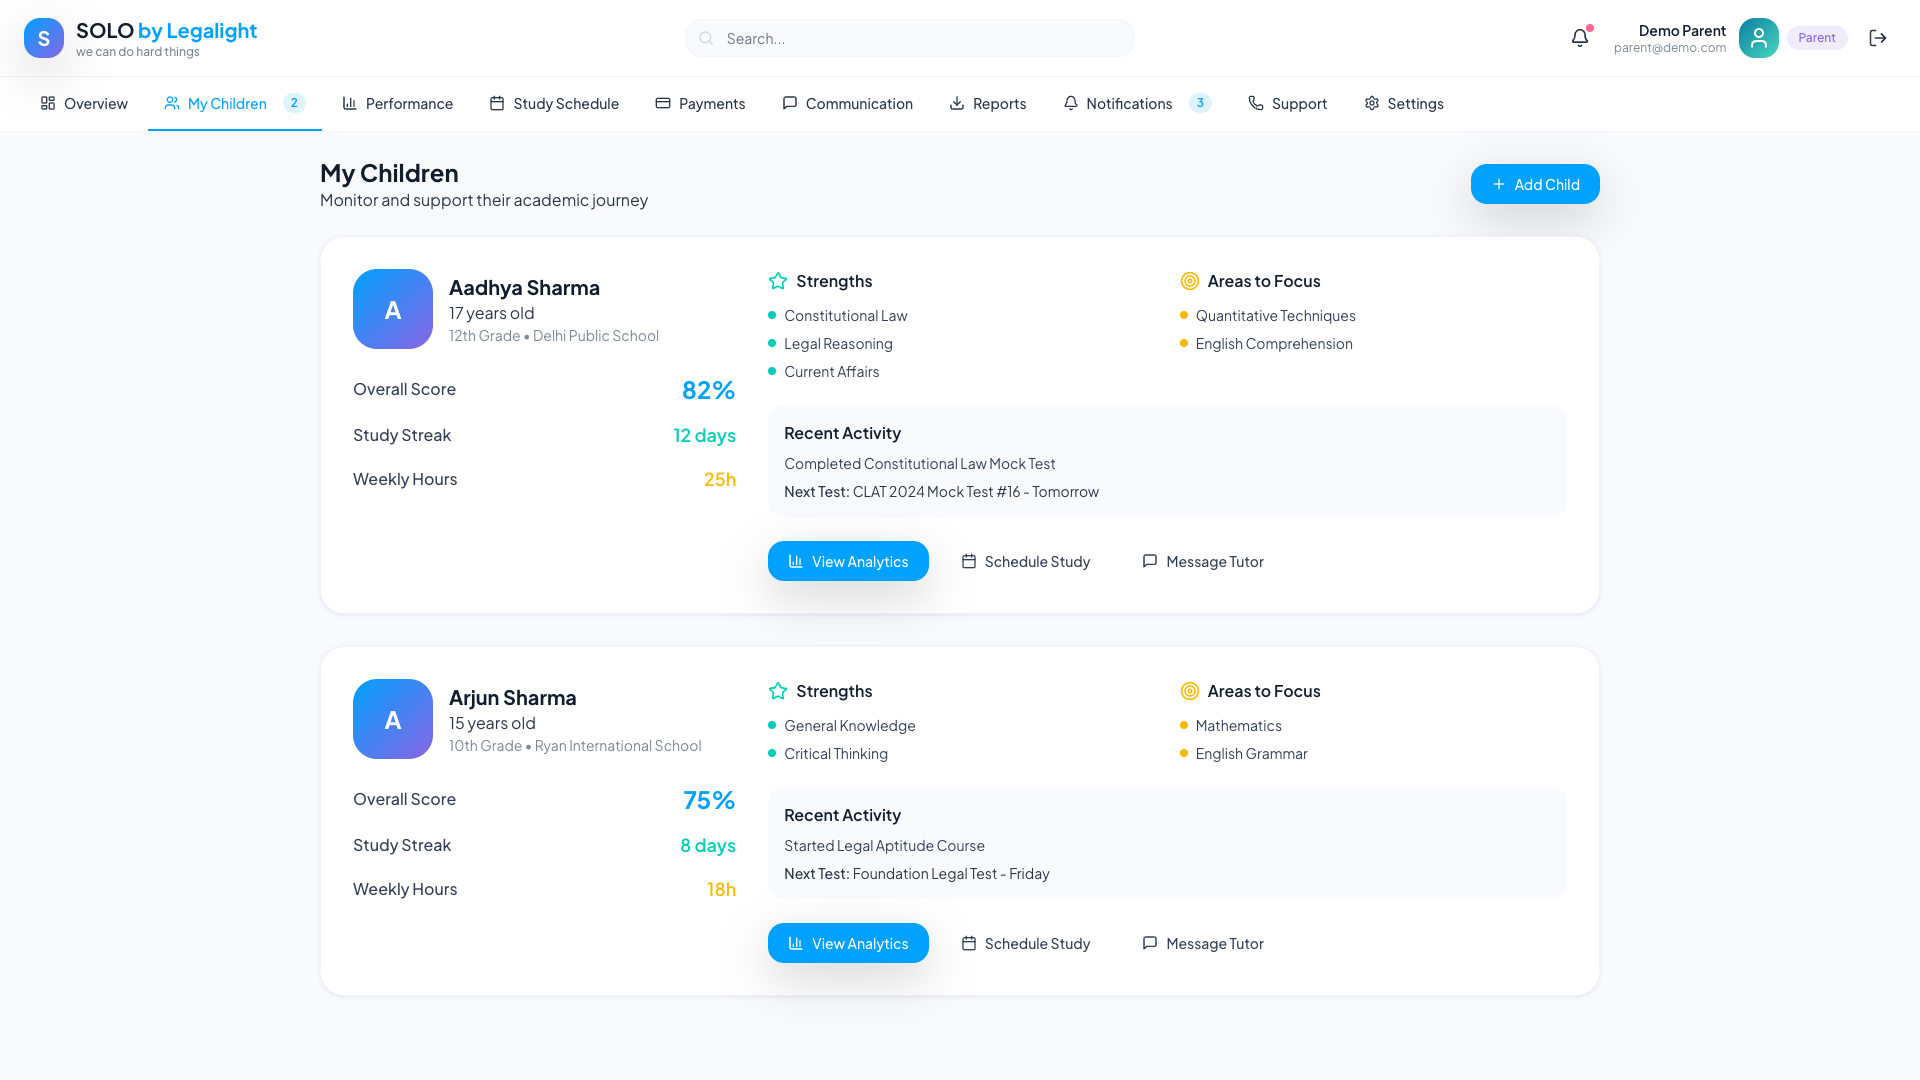 S
SOLO by Legalight
we can do hard things
Search...
Demo Parent
parent@demo.com
Parent
Overview
My Children 2
Performance
Study Schedule
Payments
Communication
Reports
Notifications 3
Support
Settings
My Children
Monitor and support their academic journey
Add Child
A
Aadhya Sharma
17 years old
12th Grade • Delhi Public School
Overall Score 82%
Study Streak 12 days
Weekly Hours 25h
Strengths
Constitutional Law
Legal Reasoning
Current Affairs
Areas to Focus
Quantitative Techniques
English Comprehension
Recent Activity
Completed Constitutional Law Mock Test
Next Test: CLAT 2024 Mock Test #16 - Tomorrow
View Analytics
Schedule Study
Message Tutor
A
Arjun Sharma
15 years old
10th Grade • Ryan International School
Overall Score 75%
Study Streak 8 days
Weekly Hours 18h
Strengths
General Knowledge
Critical Thinking
Areas to Focus
Mathematics
English Grammar
Recent Activity
Started Legal Aptitude Course
Next Test: Foundation Legal Test - Friday
View Analytics
Schedule Study
Message Tutor